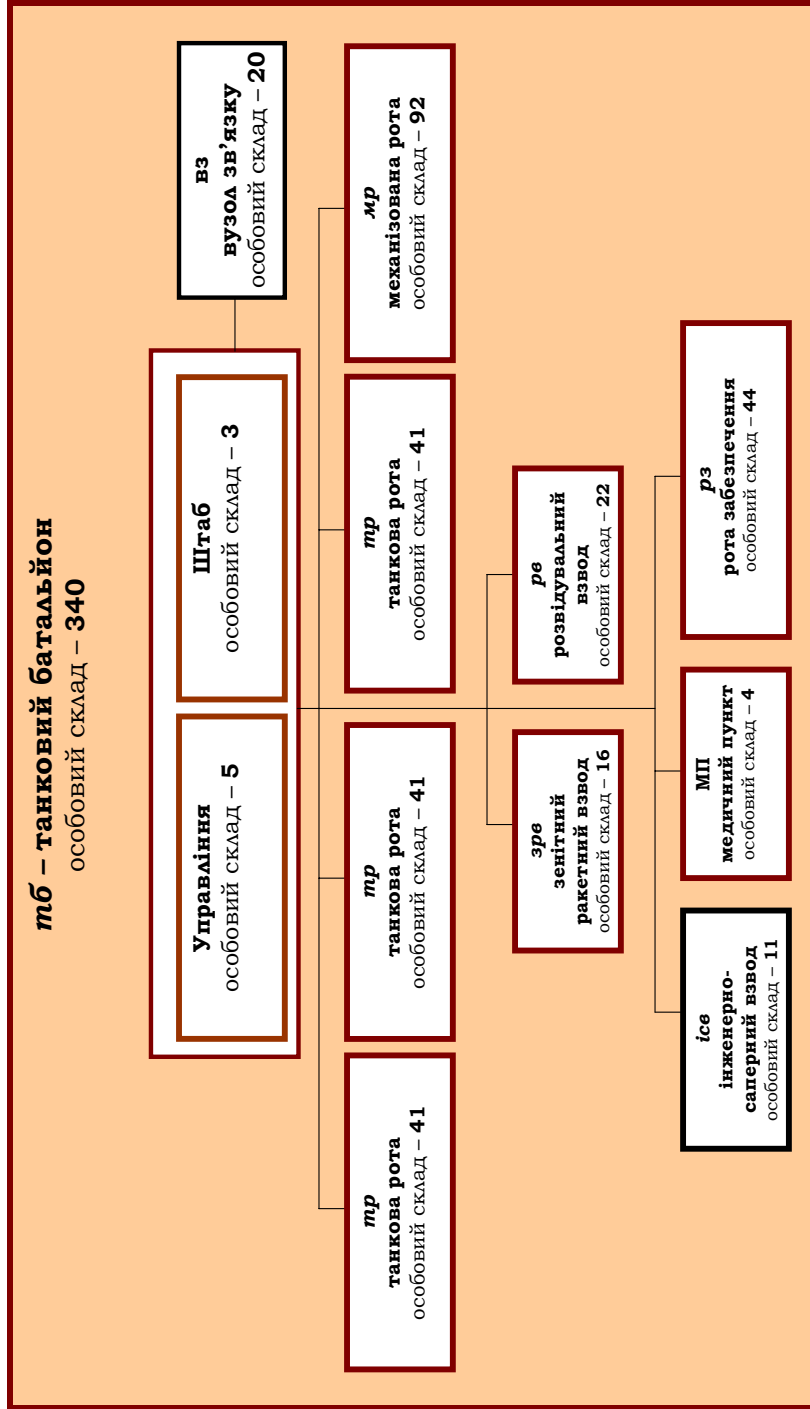 тб – танковий батальйон
особовий склад – 340
Управління
особовий склад – 5
Штаб
особовий склад – 3
вз
вузол зв’язку
особовий склад – 20
тр
танкова рота
особовий склад – 41
тр
танкова рота
особовий склад – 41
тр
танкова рота
особовий склад – 41
мр
механізована рота
особовий склад – 92
зрв
зенітний
ракетний взвод
особовий склад – 16
рв
розвідувальний
взвод
особовий склад – 22
ісв
інженерно-
саперний взвод
особовий склад – 11
МП
медичний пункт
особовий склад – 4
рз
рота забезпечення
особовий склад – 44